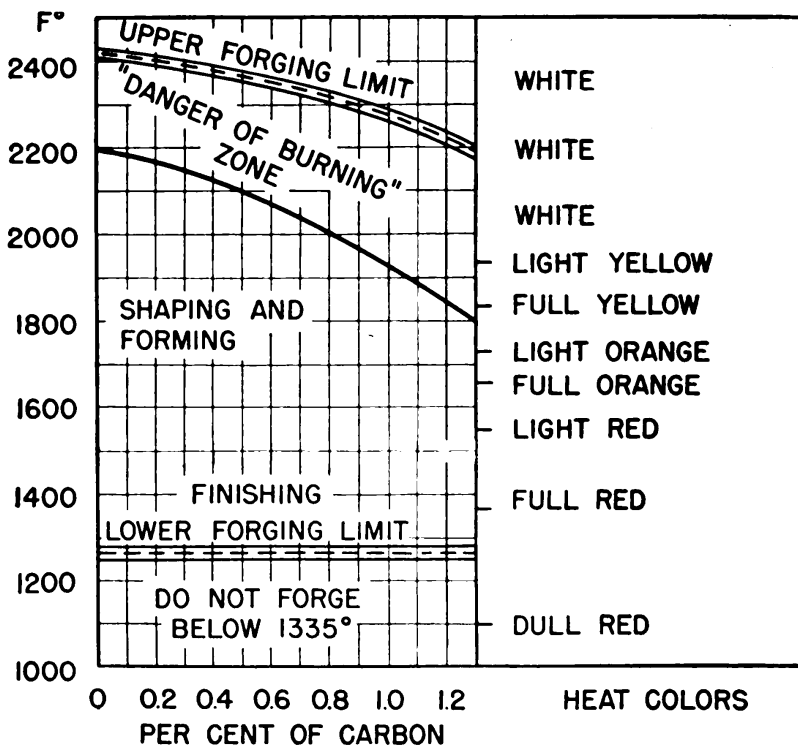 F°
2400
2200
2000
1800
1600
1400
1200
1000
UPPER FORGING LIMIT
"DANGER OF BURNING"
ZONE
SHAPING AND
FORMING
FINISHING
LOWER FORGING LIMIT
DO NOT FORGE
BELOW 1335°
WHITE
WHITE
WHITE
LIGHT YELLOW
FULL YELLOW
LIGHT ORANGE
FULL ORANGE
LIGHT RED
FULL RED
DULL RED
0 0.2 0.4 0.6 0.8 1.0 1.2
PER CENT OF CARBON
HEAT COLORS